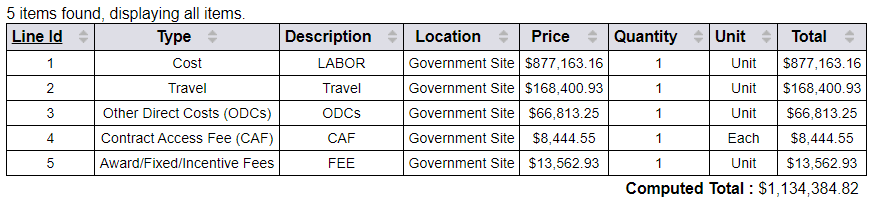 5 items found, displaying all items.
Line Id Type Description Location Price Quantity Unit Total
1 Cost LABOR Government Site $877,163.16 1 Unit $877,163.16
2 Travel Travel Government Site $168,400.93 1 Unit $168,400.93
3 Other Direct Costs (ODCs) ODCs Government Site $66,813.25 1 Unit $66,813.25
4 Contract Access Fee (CAF) CAF Government Site $8,444.55 1 Each $8,444.55
5 Award/Fixed/Incentive Fees FEE Government Site $13,562.93 1 Unit $13,562.93
Computed Total : $1,134,384.82